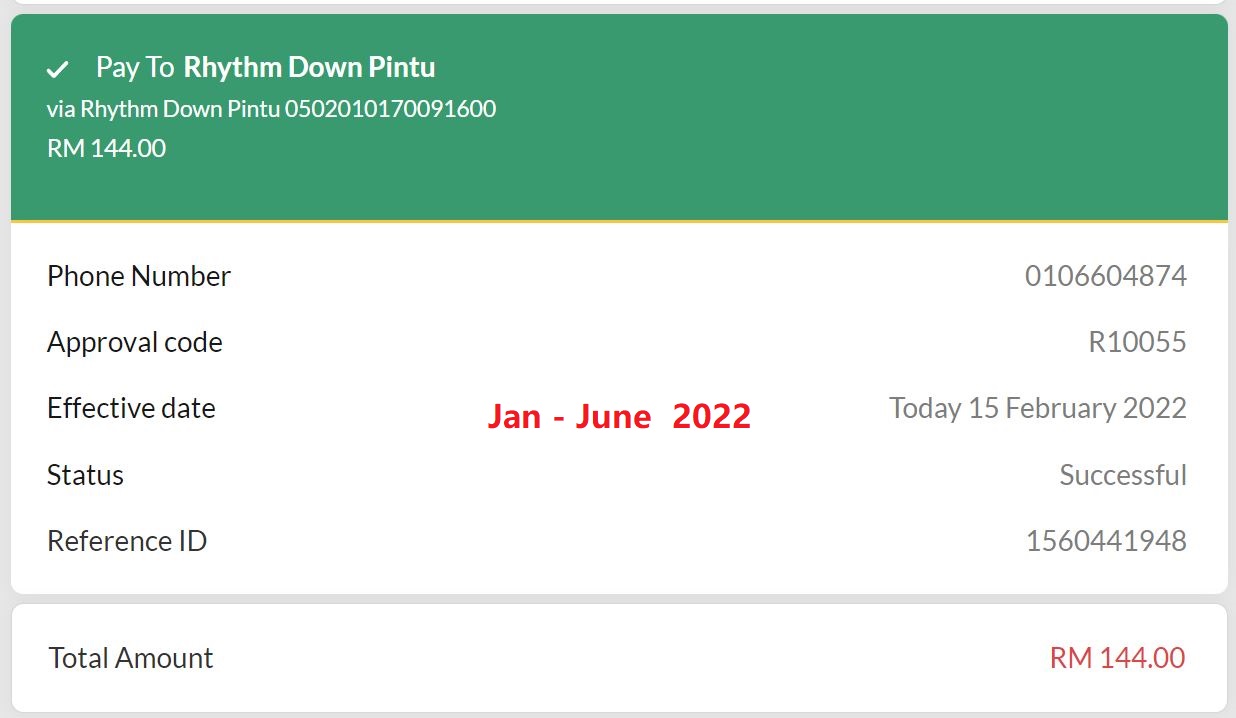 Pay To Rhythm Down Pintu
via Rhythm Down Pintu 0502010170091600
RM 144.00
Phone Number 0106604874
Approval code R10055
Effective date Jan - June 2022 Today 15 February 2022
Status Successful
Reference ID 1560441948
Total Amount RM 144.00